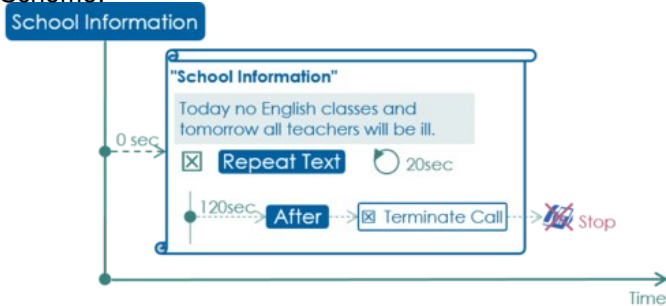 School Information
"School Information"
Today no English classes and
tomorrow all teachers will be ill.
0 sec
Repeat Text
20sec
120sec
After
Terminate Call
Stop
Time